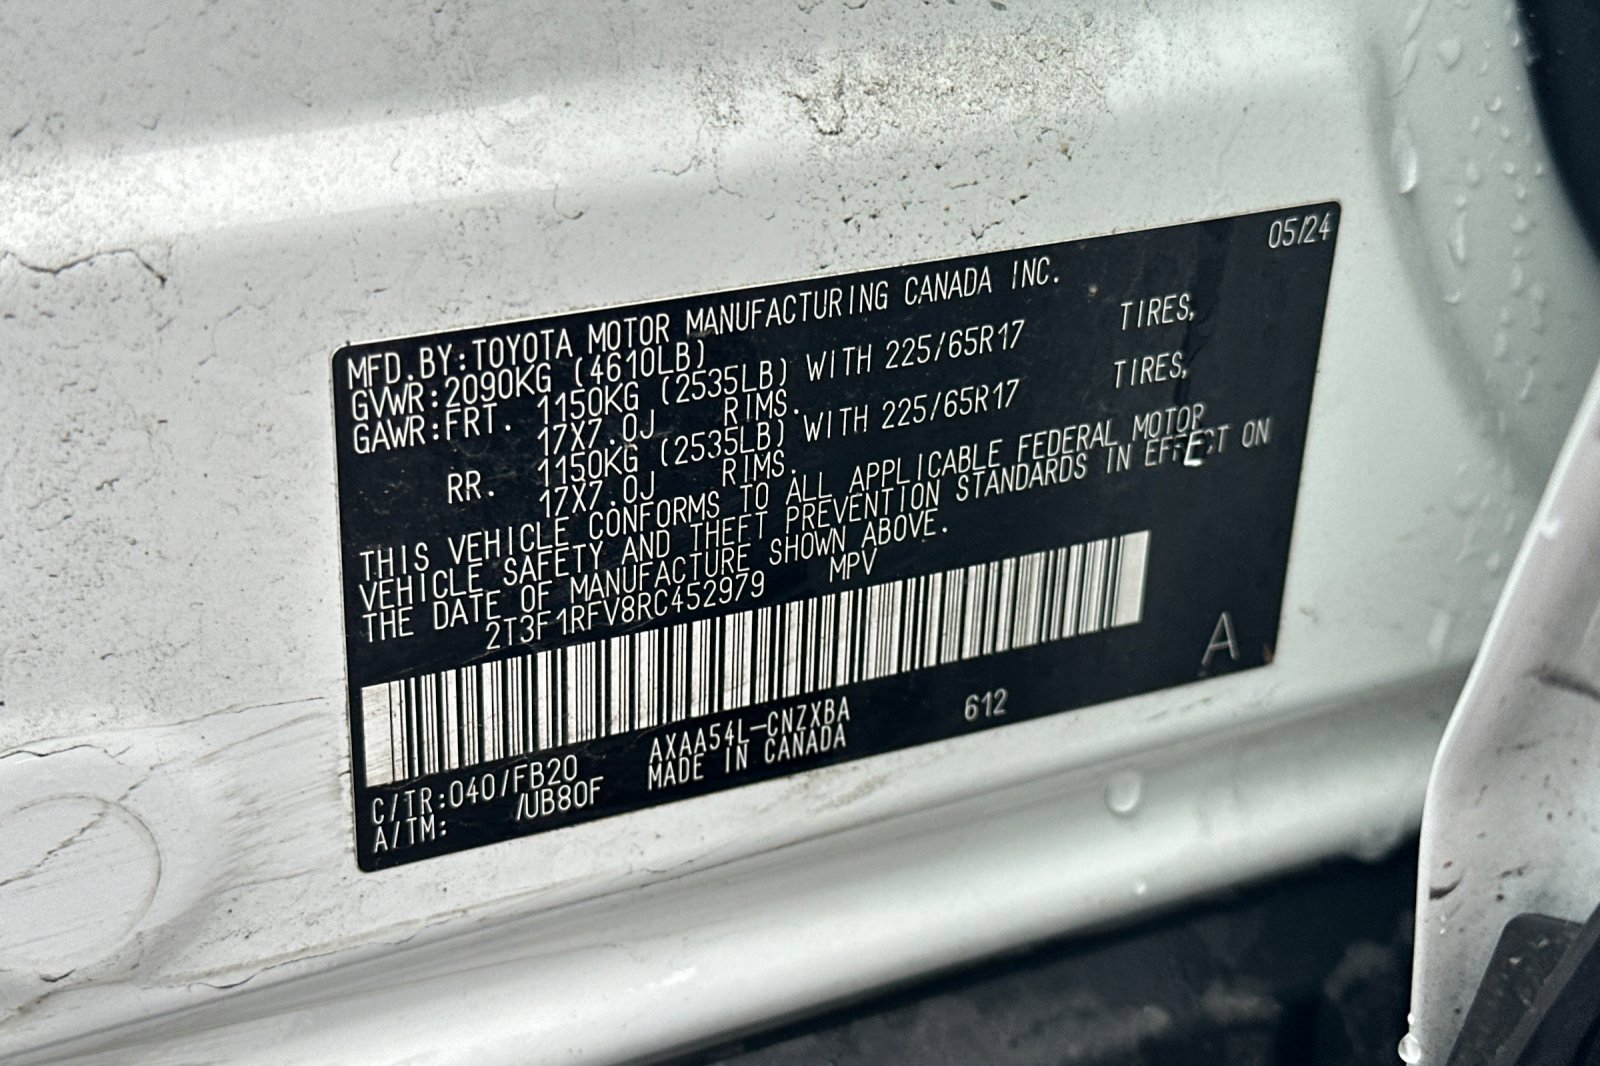 05/24
MFD.BY:TOYOTA MOTOR MANUFACTURING CANADA INC.
GVWR:2090KG (4610LB)
GAWR:FRT. 1150KG (2535LB) WITH 225/65R17 TIRES,
17X7.0J RIMS.
RR. 1150KG (2535LB) WITH 225/65R17 TIRES,
17X7.0J RIMS.
THIS VEHICLE CONFORMS TO ALL APPLICABLE FEDERAL MOTOR
VEHICLE SAFETY AND THEFT PREVENTION STANDARDS IN EFFECT ON
THE DATE OF MANUFACTURE SHOWN ABOVE.
2T3F1RFV8RC452979 MPV
A
C/TR:040/FB20 AXAA54L-CNZXBA 612
A/TM: /UB80F MADE IN CANADA